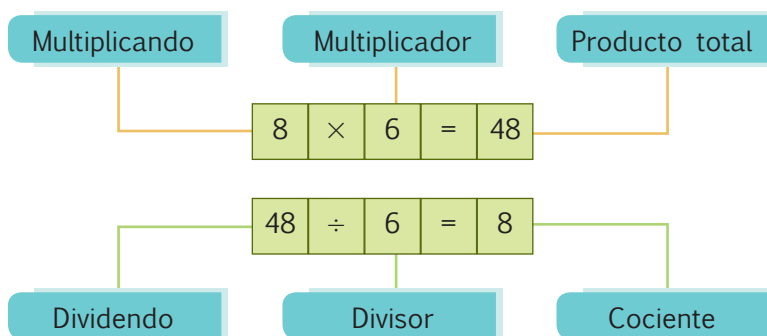 Multiplicando Multiplicador Producto total
8 × 6 = 48
48 ÷ 6 = 8
Dividendo Divisor Cociente